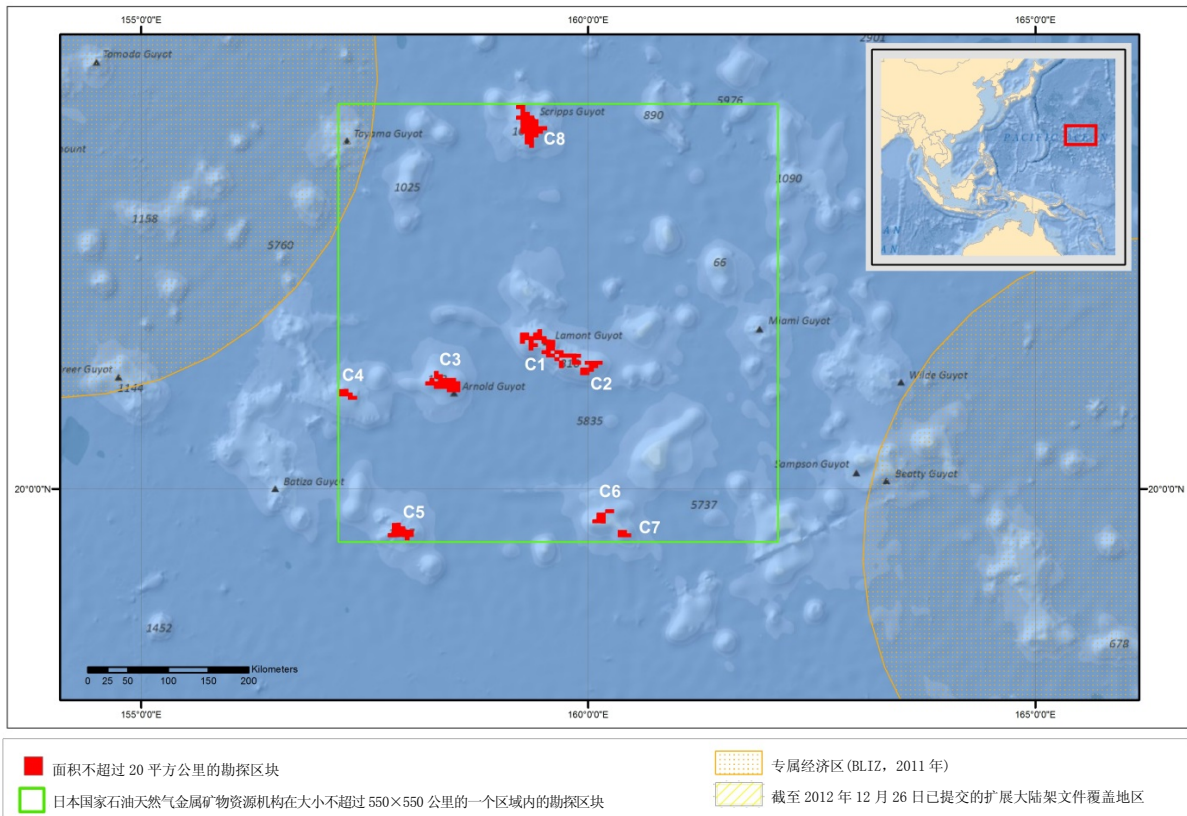 155°0'0"E 160°0'0"E 165°0'0"E
2901
Tamoda Guyot
5976
Scripps Guyot
890
Tayama Guyot
C8
PACIFIC OCEAN
ount
1025
1090
1158
5760
66
Miami Guyot
Lamont Guyot
C1
C3
C2
C4
reer Guyot
1144
Arnold Guyot
Wilde Guyot
5835
Sampson Guyot
Beatty Guyot
20°0'0"N Batiza Guyot 20°0'0"N
C6
5737
C5
C7
1452
678
Kilometers
0 25 50 100 150 200
155°0'0"E 160°0'0"E 165°0'0"E
面积不超过 20 平方公里的勘探区块
专属经济区(BLIZ，2011 年)
日本国家石油天然气金属矿物资源机构在大小不超过 550×550 公里的一个区域内的勘探区块
截至 2012 年 12 月 26 日已提交的扩展大陆架文件覆盖地区